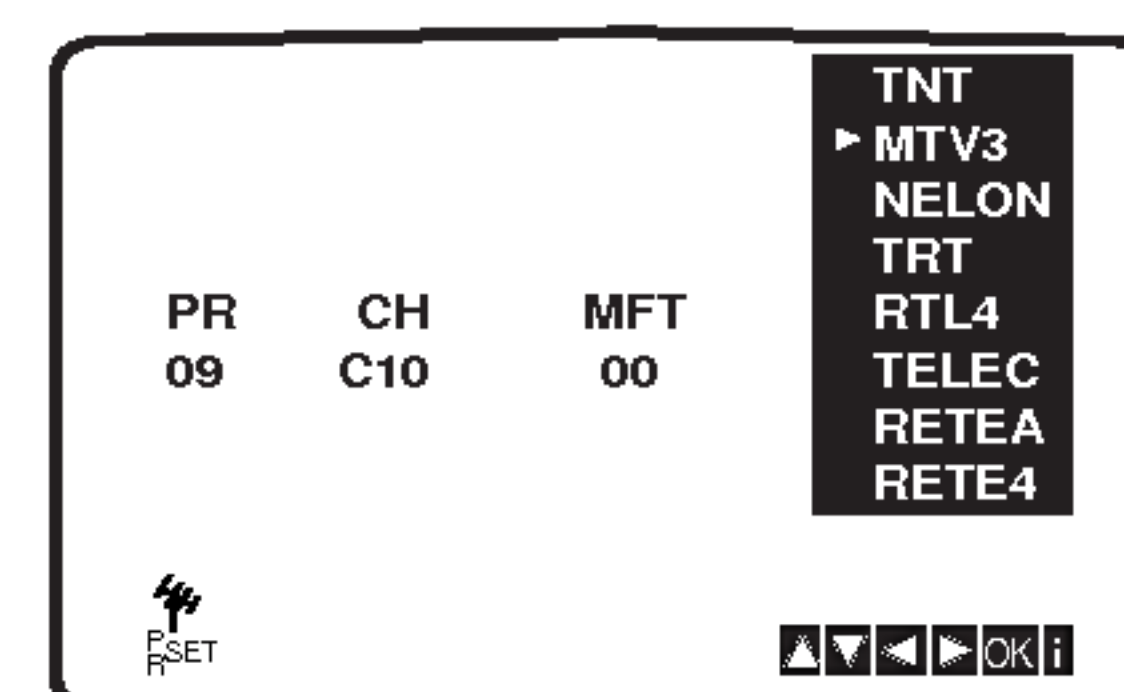 TNT
MTV3
NELON
TRT
PR CH MFT RTL4
09 C10 00 TELEC
RETEA
RETE4
PR SET
OK i